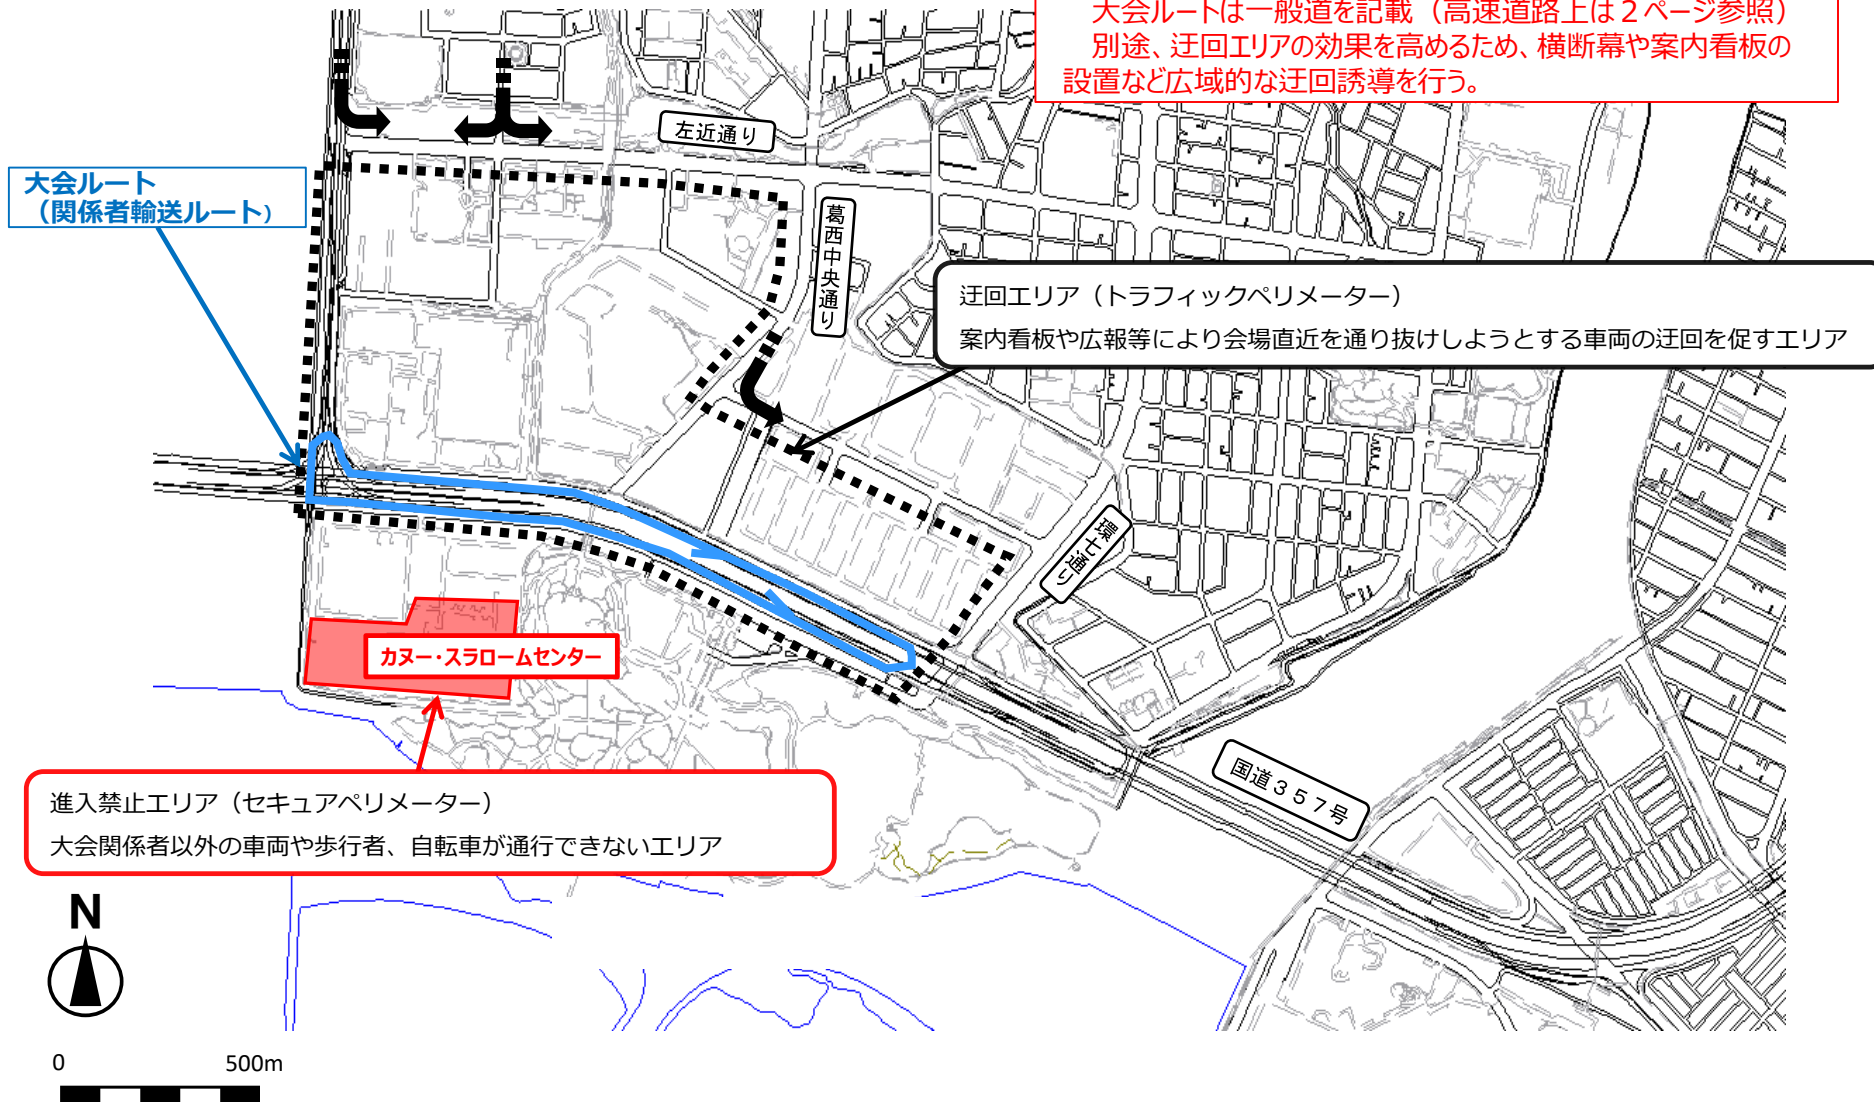 大会ルートは一般道を記載（高速道路上は２ページ参照）
別途、迂回エリアの効果を高めるため、横断幕や案内看板の
設置など広域的な迂回誘導を行う。
左近通り
大会ルート
（関係者輸送ルート）
葛西中央通り
迂回エリア（トラフィックペリメーター）
案内看板や広報等により会場直近を通り抜けしようとする車両の迂回を促すエリア
環七通り
カヌー・スラロームセンター
国道３５７号
進入禁止エリア（セキュアペリメーター）
大会関係者以外の車両や歩行者、自転車が通行できないエリア
N
0 500m